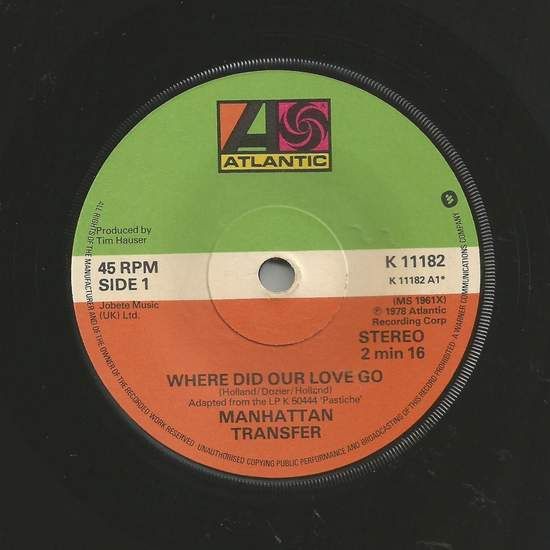 ATLANTIC
Produced by
Tim Hauser
45 RPM
SIDE 1
Jobete Music
(UK) Ltd.
K 11182
K 11182 A1*
(MS 1961X)
℗ 1978 Atlantic
Recording Corp
STEREO
2 min 16
WHERE DID OUR LOVE GO
(Holland/Dozier/Holland)
Adapted from the LP K 50444 'Pastiche'
MANHATTAN
TRANSFER
ALL RIGHTS OF THE MANUFACTURER AND OF THE OWNER OF THE RECORDED WORK RESERVED UNAUTHORISED COPYING PUBLIC PERFORMANCE AND BROADCASTING OF THIS RECORD PROHIBITED A WARNER COMMUNICATIONS COMPANY